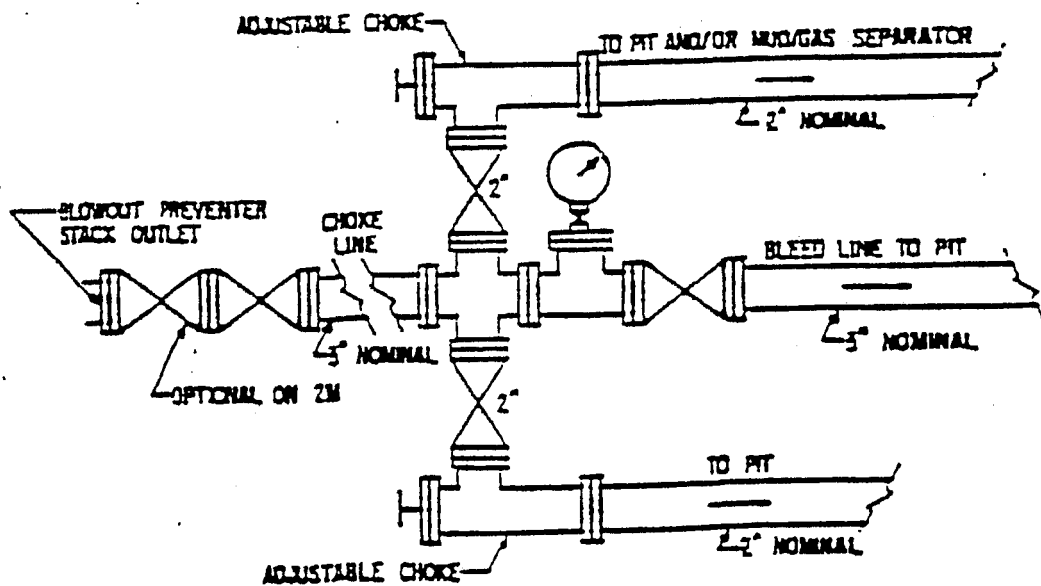 ADJUSTABLE CHOKE
TO PIT AND/OR MUD/GAS SEPARATOR
2" NOMINAL
2"
BLOWOUT PREVENTER
STACK OUTLET
CHOKE
LINE
BLEED LINE TO PIT
3" NOMINAL
3" NOMINAL
OPTIONAL ON 2M
2"
TO PIT
2" NOMINAL
ADJUSTABLE CHOKE